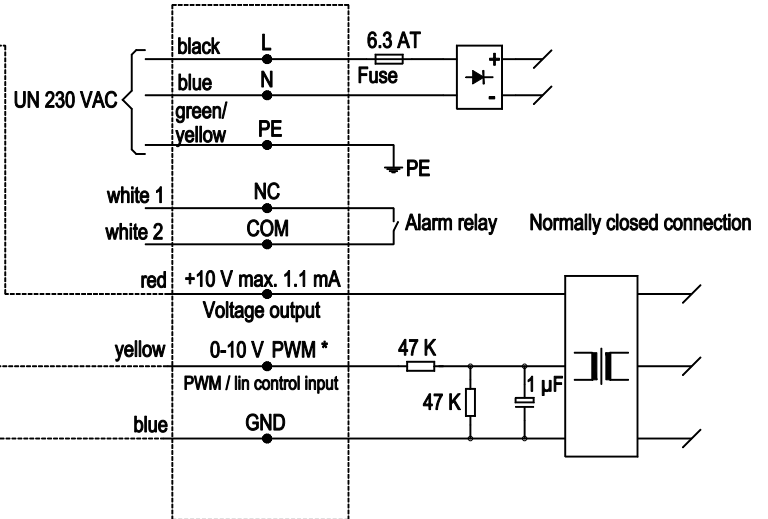 black L 6.3 AT
Fuse
+
UN 230 VAC
blue N
-
green/
yellow PE
PE
white 1 NC
Alarm relay Normally closed connection
white 2 COM
red +10 V max. 1.1 mA
Voltage output
yellow 0-10 V PWM * 47 K
PWM / lin control input
47 K 1 µF
blue GND